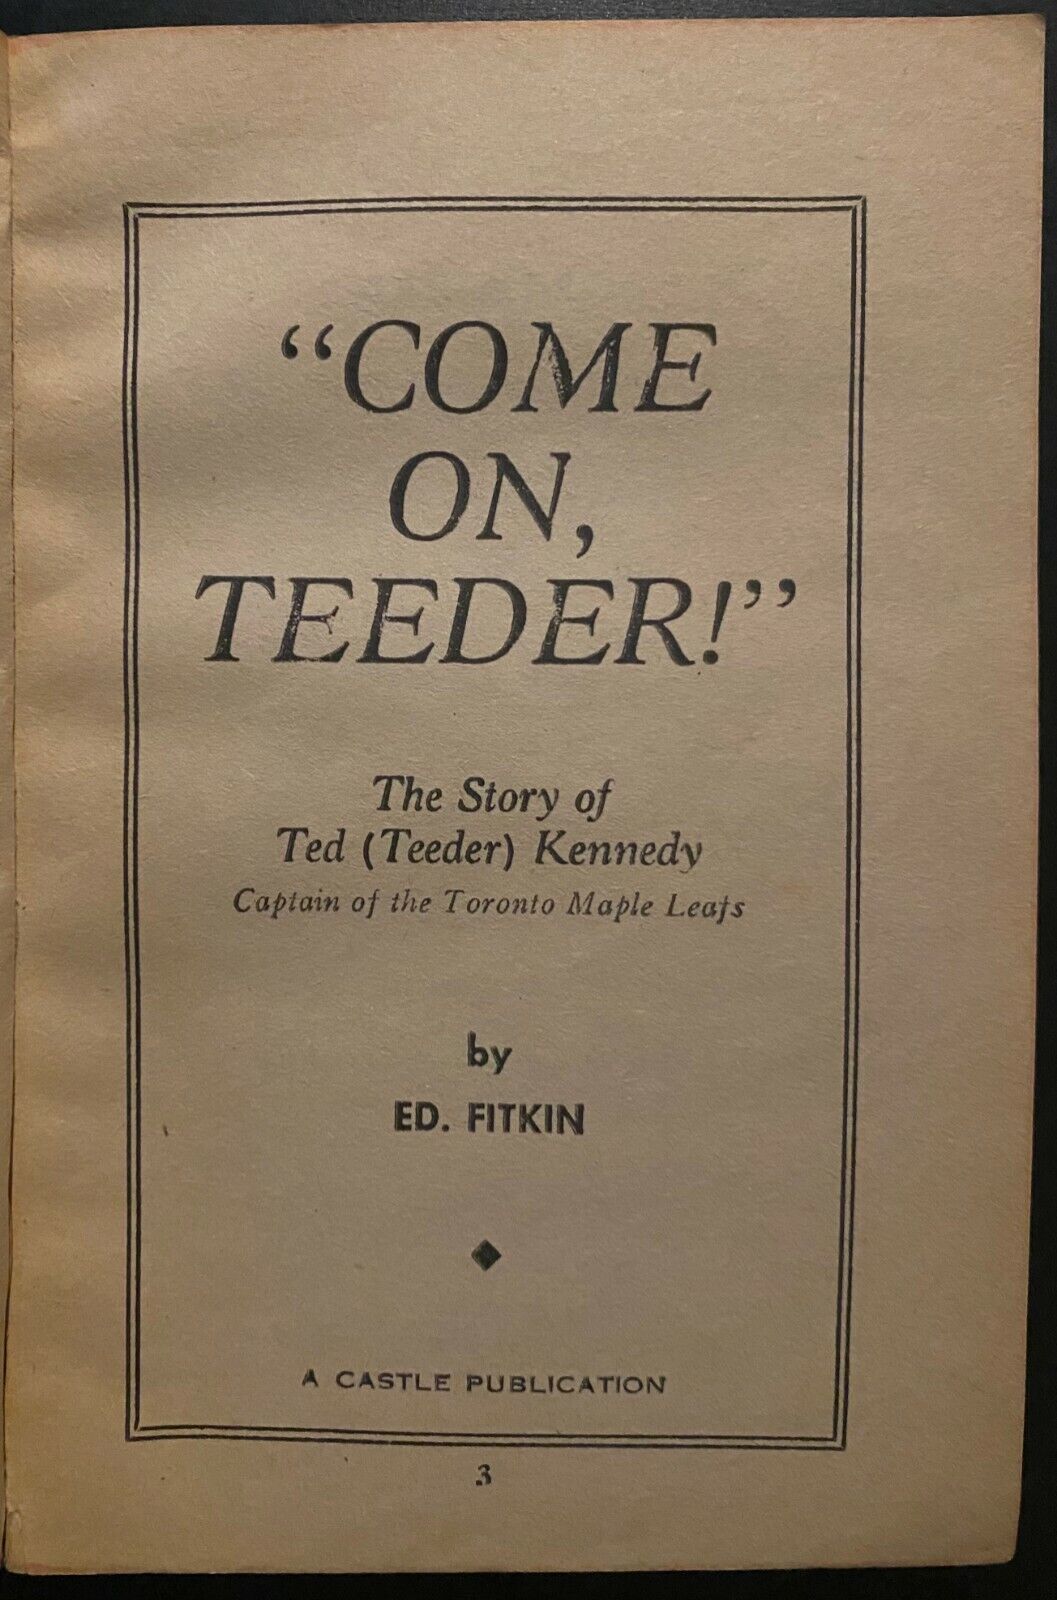 “COME
ON,
TEEDER!”
The Story of
Ted (Teeder) Kennedy
Captain of the Toronto Maple Leafs
by
ED. FITKIN
A CASTLE PUBLICATION
3